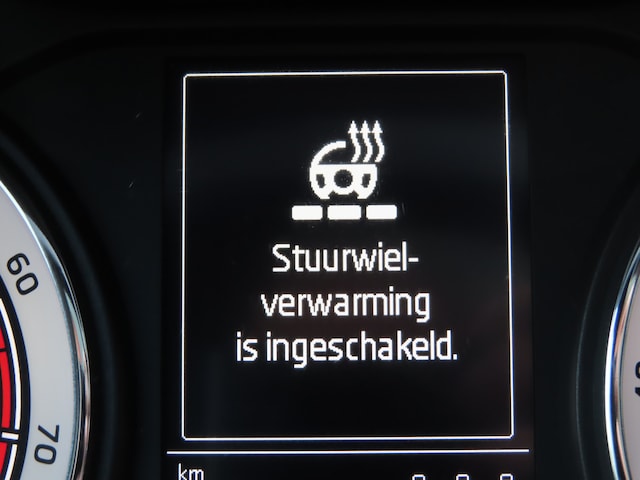 Stuurwiel-
verwarming
is ingeschakeld.
60
70
km